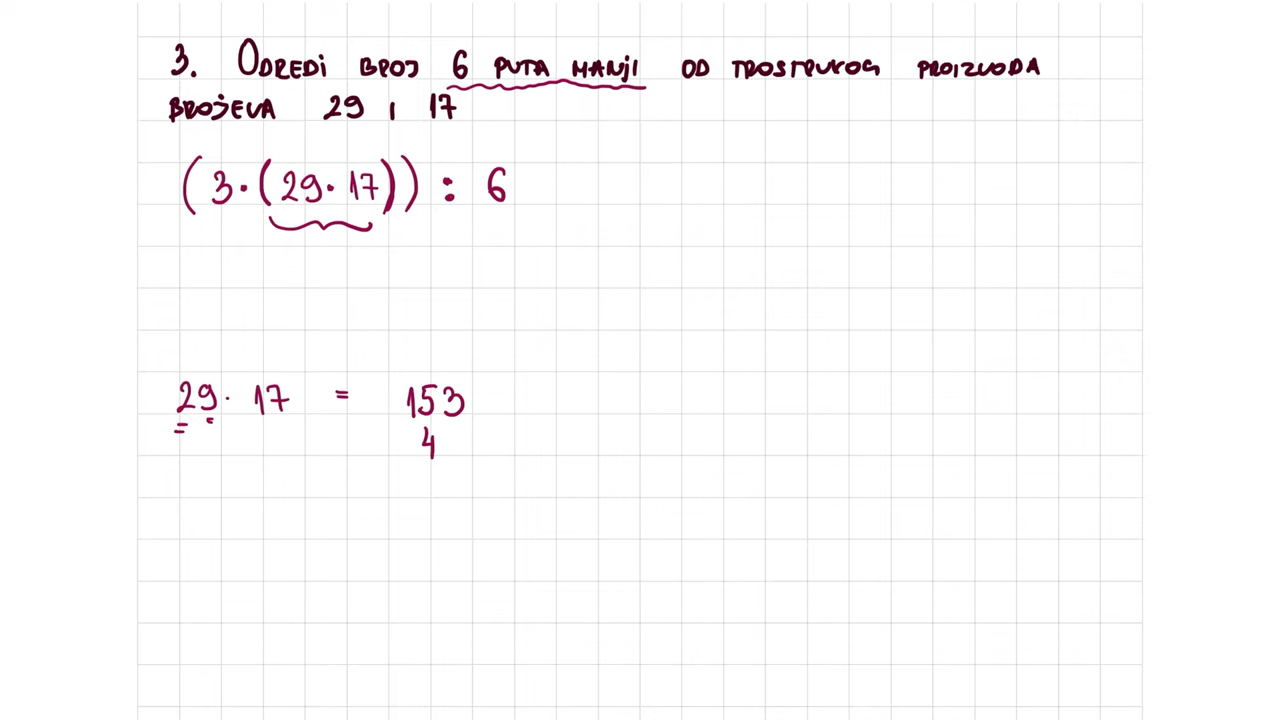 3. ODREDI BROJ 6 PUTA MANJI OD TROSTRUKOG PROIZVODA
BROJEVA 29 I 17
(3·(29·17)) : 6
29· 17 = 153
4